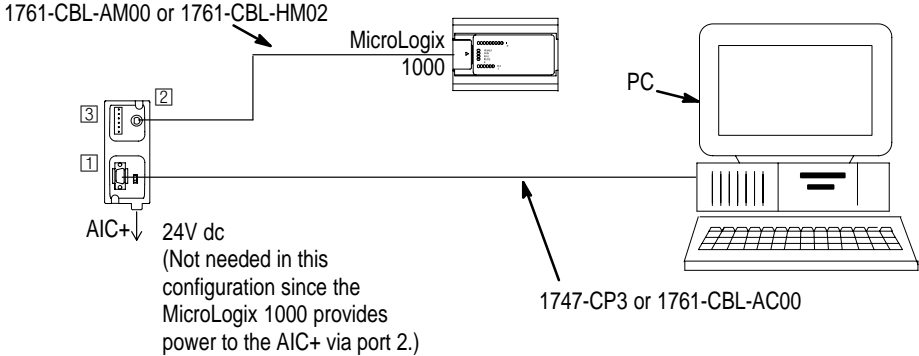 1761-CBL-AM00 or 1761-CBL-HM02
MicroLogix
1000
PC
2
3
1
AIC+
24V dc
(Not needed in this
configuration since the
MicroLogix 1000 provides
power to the AIC+ via port 2.)
1747-CP3 or 1761-CBL-AC00